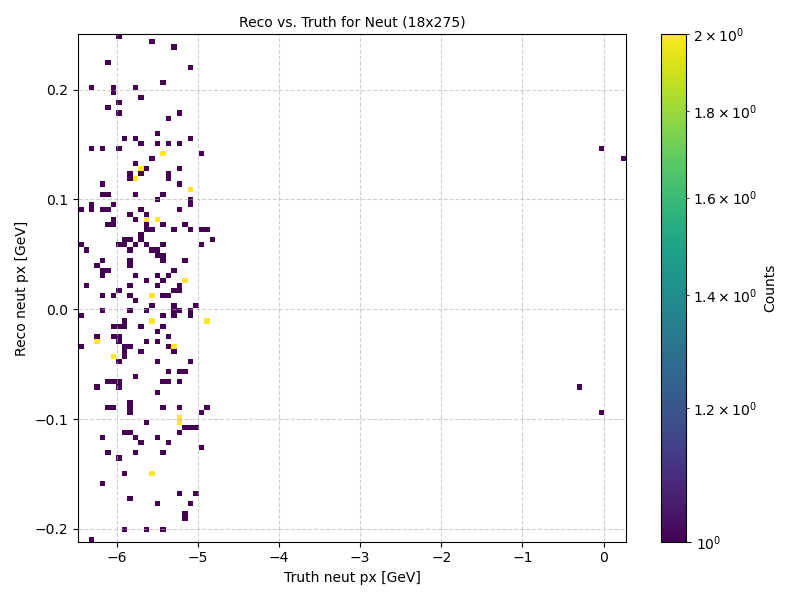 Reco vs. Truth for Neut (18x275)
Reco neut px [GeV]
0.2
0.1
0.0
−0.1
−0.2
−6
−5
−4
−3
−2
−1
0
Truth neut px [GeV]
2 × 10⁰
1.8 × 10⁰
1.6 × 10⁰
1.4 × 10⁰
1.2 × 10⁰
10⁰
Counts